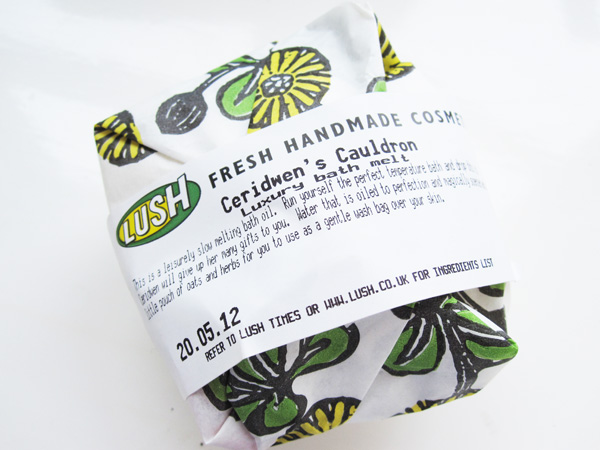 FRESH HANDMADE COSME
Ceridwen's Cauldron
Luxury bath melt
LUSH
This is a leisurely slow melting bath oil. Run yourself the perfect temperature bath and
Ceridwen will give up her many gifts to you. Water that is oiled to perfection and magically
little pouch of oats and herbs for you to use as a gentle wash bag over your skin.
20.05.12
REFER TO LUSH TIMES OR WWW.LUSH.CO.UK FOR INGREDIENTS LIST